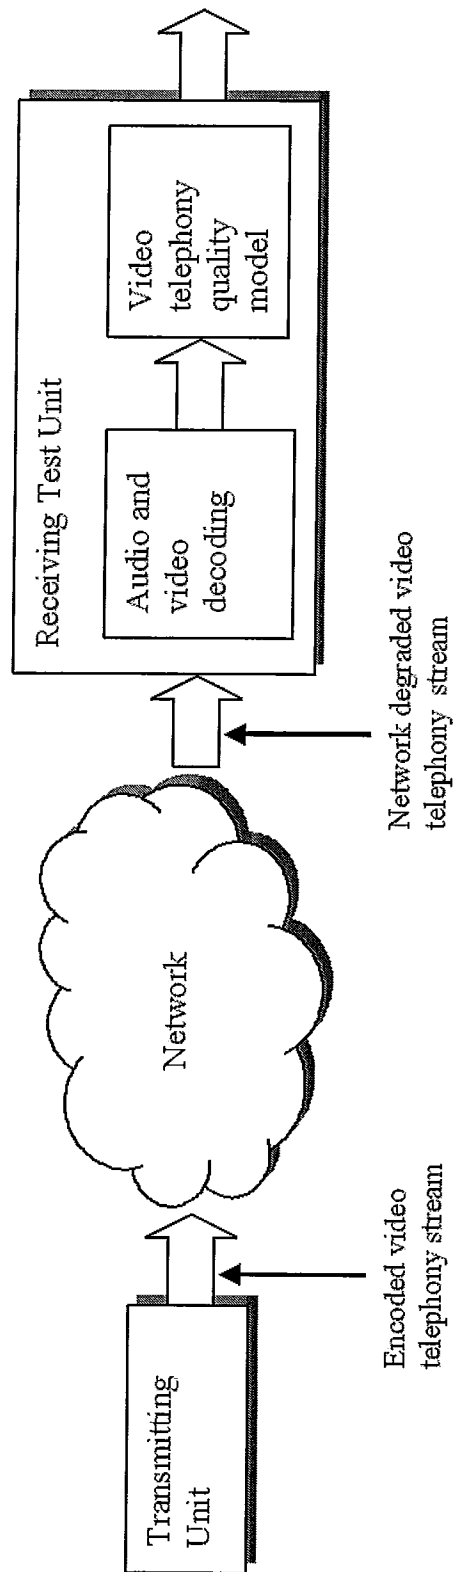 Transmitting
Unit
Encoded video
telephony stream
Network
Network degraded video
telephony stream
Receiving Test Unit
Audio and
video
decoding
Video
telephony
quality
model